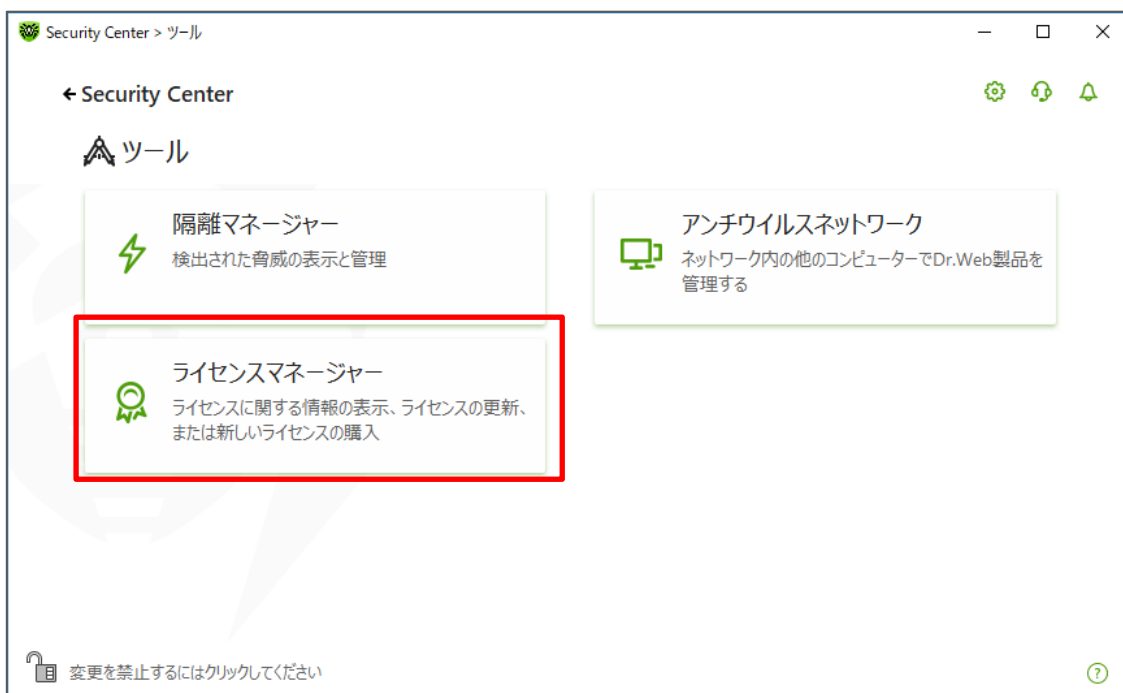 Security Center > ツール
Security Center
ツール
隔離マネージャー
検出された脅威の表示と管理
アンチウイルスネットワーク
ネットワーク内の他のコンピューターでDr.Web製品を
管理する
ライセンスマネージャー
ライセンスに関する情報の表示、ライセンスの更新、
または新しいライセンスの購入
変更を禁止するにはクリックしてください